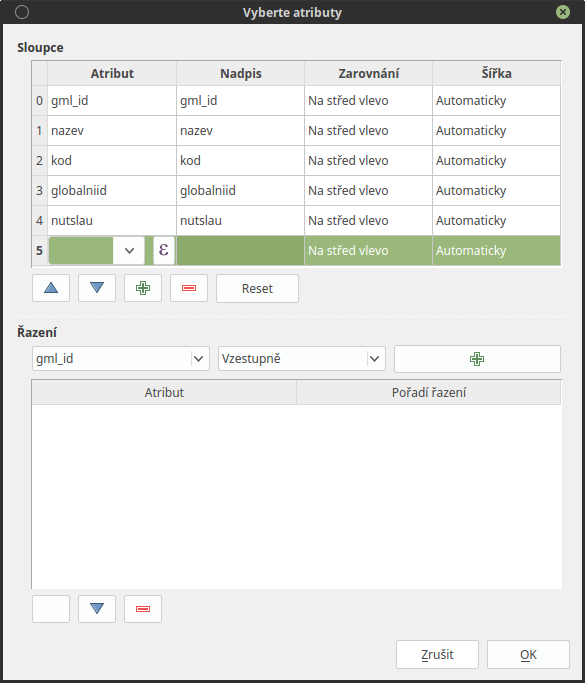 Vyberte atributy
Sloupce
Atribut Nadpis Zarovnání Šířka
0 gml_id gml_id Na střed vlevo Automaticky
1 nazev nazev Na střed vlevo Automaticky
2 kod kod Na střed vlevo Automaticky
3 globalniid globalniid Na střed vlevo Automaticky
4 nutslau nutslau Na střed vlevo Automaticky
5 ε Na střed vlevo Automaticky
Reset
Řazení
gml_id Vzestupně
Atribut Pořadí řazení
Zrušit OK